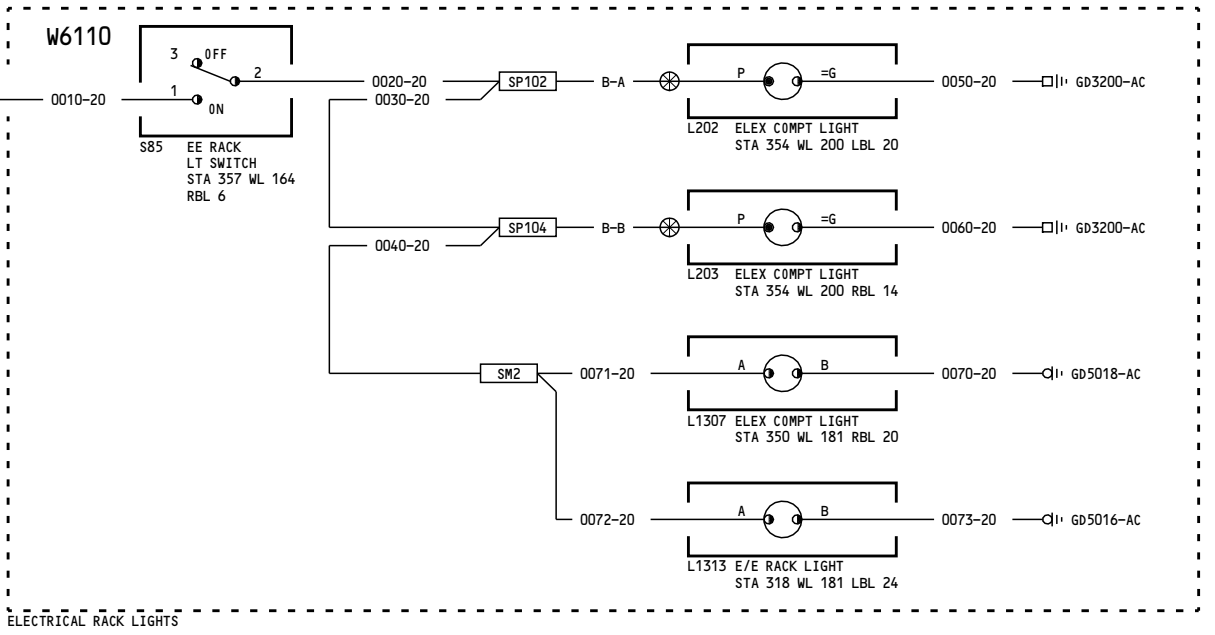 W6110
3 OFF
2
1
ON
0010-20
S85 EE RACK
LT SWITCH
STA 357 WL 164
RBL 6
0020-20
0030-20
SP102
B-A
P =G
0050-20
GD3200-AC
L202 ELEX COMPT LIGHT
STA 354 WL 200 LBL 20
SP104
B-B
P =G
0060-20
GD3200-AC
0040-20
L203 ELEX COMPT LIGHT
STA 354 WL 200 RBL 14
SM2
0071-20
A B
0070-20
GD5018-AC
L1307 ELEX COMPT LIGHT
STA 350 WL 181 RBL 20
0072-20
A B
0073-20
GD5016-AC
L1313 E/E RACK LIGHT
STA 318 WL 181 LBL 24
ELECTRICAL RACK LIGHTS